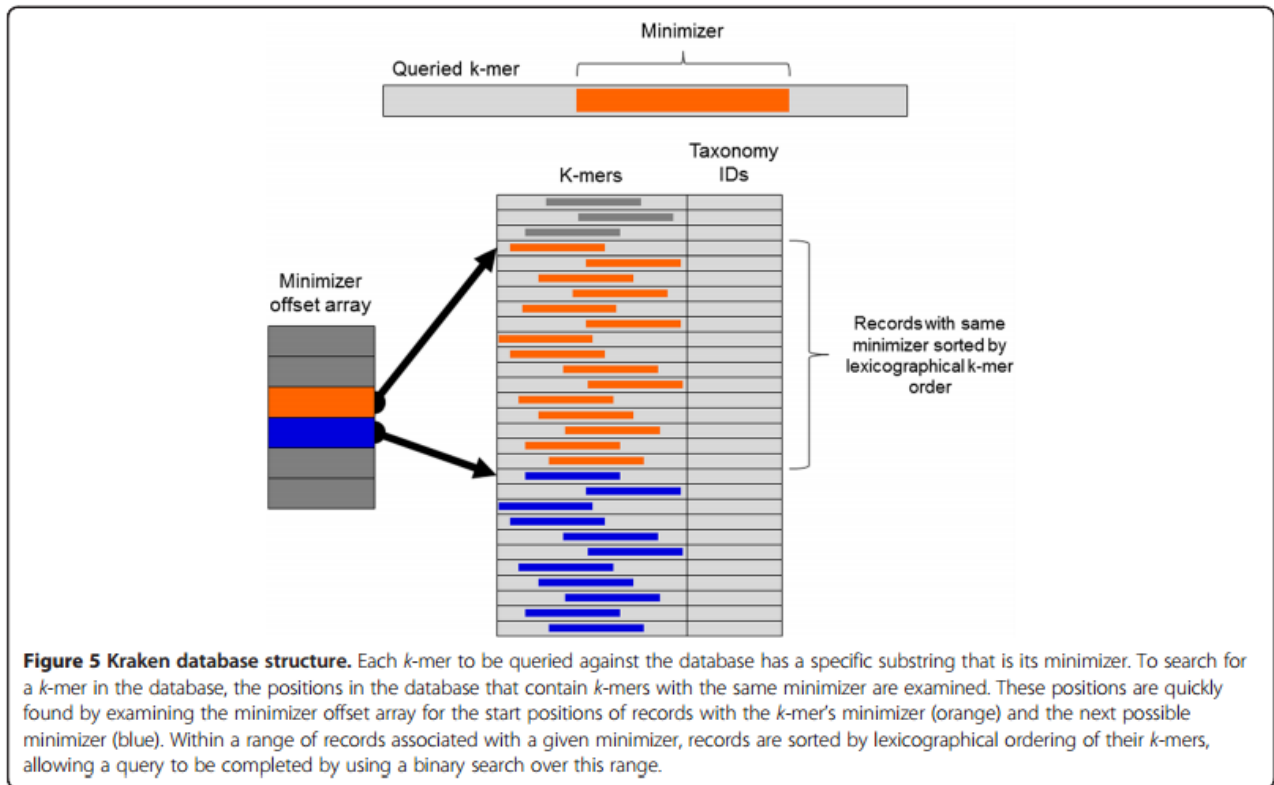 Minimizer
Queried k-mer
Taxonomy
IDs
K-mers
Minimizer
offset array
Records with same
minimizer sorted by
lexicographical k-mer
order
Figure 5 Kraken database structure. Each k-mer to be queried against the database has a specific substring that is its minimizer. To search for
a k-mer in the database, the positions in the database that contain k-mers with the same minimizer are examined. These positions are quickly
found by examining the minimizer offset array for the start positions of records with the k-mer's minimizer (orange) and the next possible
minimizer (blue). Within a range of records associated with a given minimizer, records are sorted by lexicographical ordering of their k-mers,
allowing a query to be completed by using a binary search over this range.